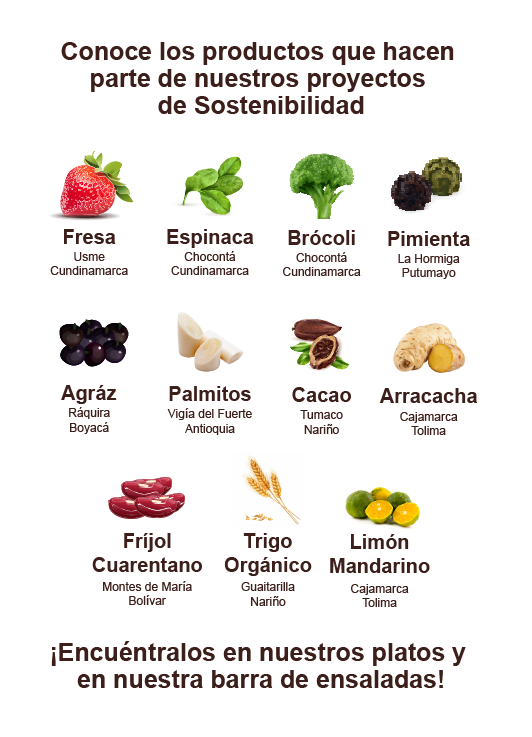 Conoce los productos que hacen
parte de nuestros proyectos
de Sostenibilidad
Fresa
Usme
Cundinamarca
Espinaca
Chocontá
Cundinamarca
Brócoli
Chocontá
Cundinamarca
Pimienta
La Hormiga
Putumayo
Agráz
Ráquira
Boyacá
Palmitos
Vigía del Fuerte
Antioquia
Cacao
Tumaco
Nariño
Arracacha
Cajamarca
Tolima
Fríjol
Cuarentano
Montes de María
Bolívar
Trigo
Orgánico
Guaitarilla
Nariño
Limón
Mandarino
Cajamarca
Tolima
¡Encuéntralos en nuestros platos y
en nuestra barra de ensaladas!